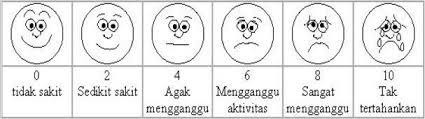 0 2 4 6 8 10
tidak sakit Sedikit sakit Agak Mengganggu Sangat Tak
mengganggu aktivitas mengganggu tertahankan